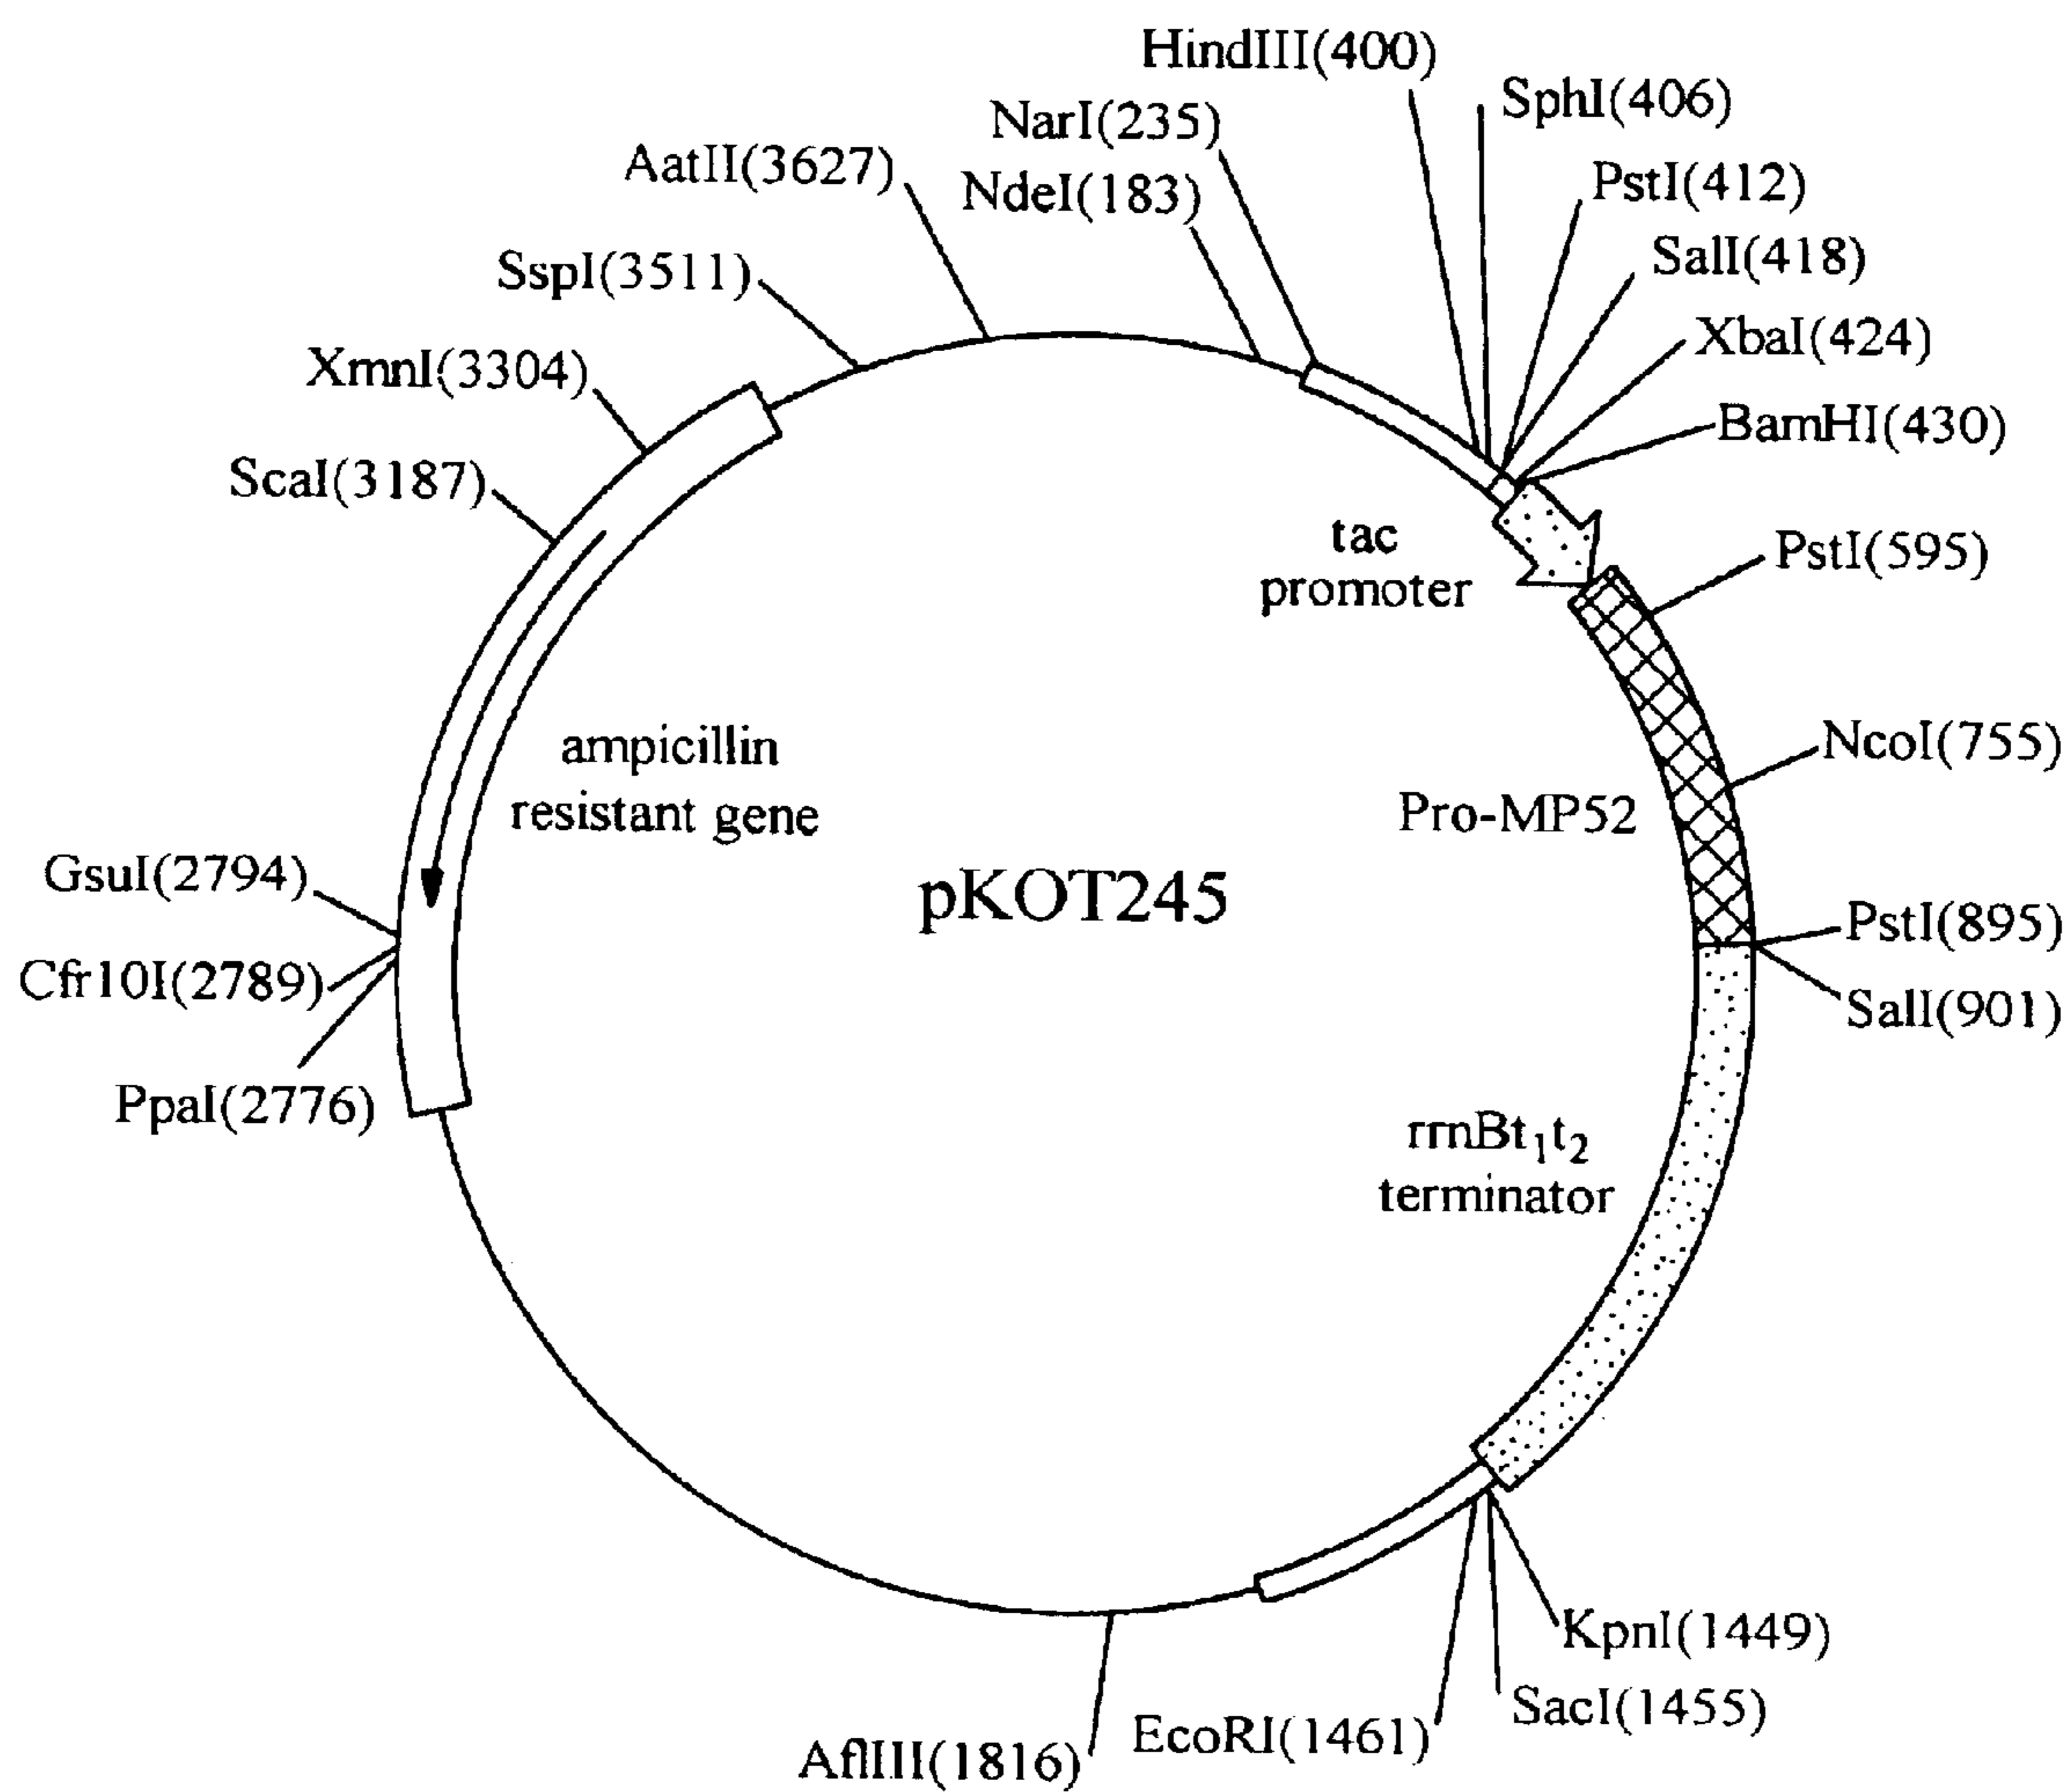 HindIII(400)
SphI(406)
NarI(235)
AatII(3627)
NdeI(183)
PstI(412)
SalI(418)
SspI(3511)
XbaI(424)
XmnI(3304)
BamHI(430)
ScaI(3187)
tac
promoter
PstI(595)
ampicillin
resistant gene
NcoI(755)
Pro-MP52
GsuI(2794)
pKOT245
PstI(895)
Cfr10I(2789)
SalI(901)
PpaI(2776)
rrnBt₁t₂
terminator
KpnI(1449)
SacI(1455)
EcoRI(1461)
AflIII(1816)